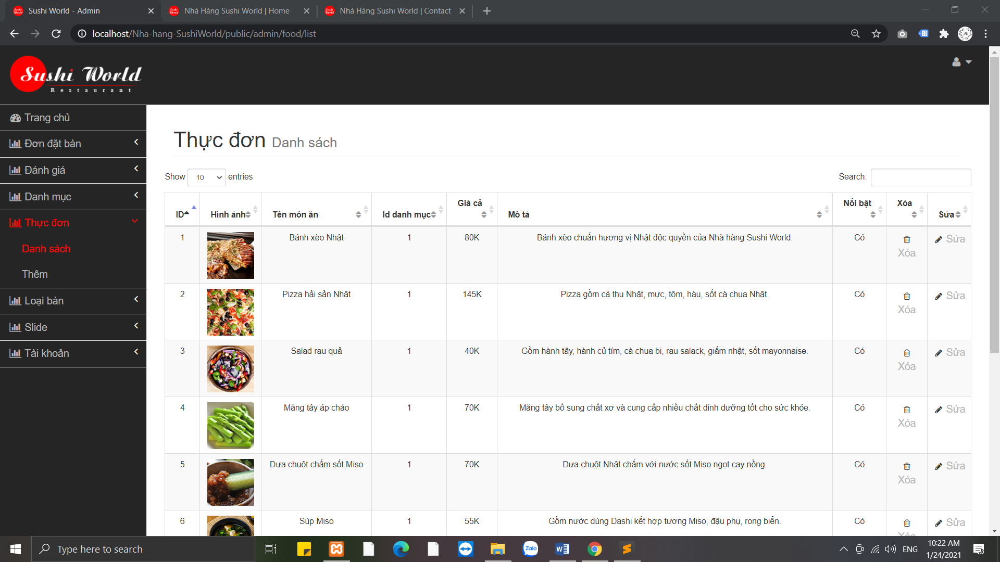 Sushi World - Admin
Nhà Hàng Sushi World | Home
Nhà Hàng Sushi World | Contact
localhost/Nha-hang-SushiWorld/public/admin/food/list
Sushi World
Restaurant
Trang chủ
Đơn đặt bàn
Đánh giá
Danh mục
Thực đơn
Danh sách
Thêm
Loại bàn
Slide
Tài khoản
Thực đơn Danh sách
Show 10 entries
Search:
ID Hình ảnh Tên món ăn Id danh mục Giá cả Mô tả Nổi bật Xóa Sửa
1 Bánh xèo Nhật 1 80K Bánh xèo chuẩn hương vị Nhật độc quyền của Nhà hàng Sushi World. Có Xóa Sửa
2 Pizza hải sản Nhật 1 145K Pizza gồm cá thu Nhật, mực, tôm, hàu, sốt cà chua Nhật. Có Xóa Sửa
3 Salad rau quả 1 40K Gồm hành tây, hành củ tím, cà chua bi, rau salack, giấm nhật, sốt mayonnaise. Có Xóa Sửa
4 Măng tây áp chảo 1 70K Măng tây bổ sung chất xơ và cung cấp nhiều chất dinh dưỡng tốt cho sức khỏe. Có Xóa Sửa
5 Dưa chuột chấm sốt Miso 1 70K Dưa chuột Nhật chấm với nước sốt Miso ngọt cay nồng. Có Xóa Sửa
6 Súp Miso 1 55K Gồm nước dùng Dashi kết hợp tương Miso, đậu phụ, rong biển. Có Xóa Sửa
Type here to search
Zalo
ENG
10:22 AM
1/24/2021